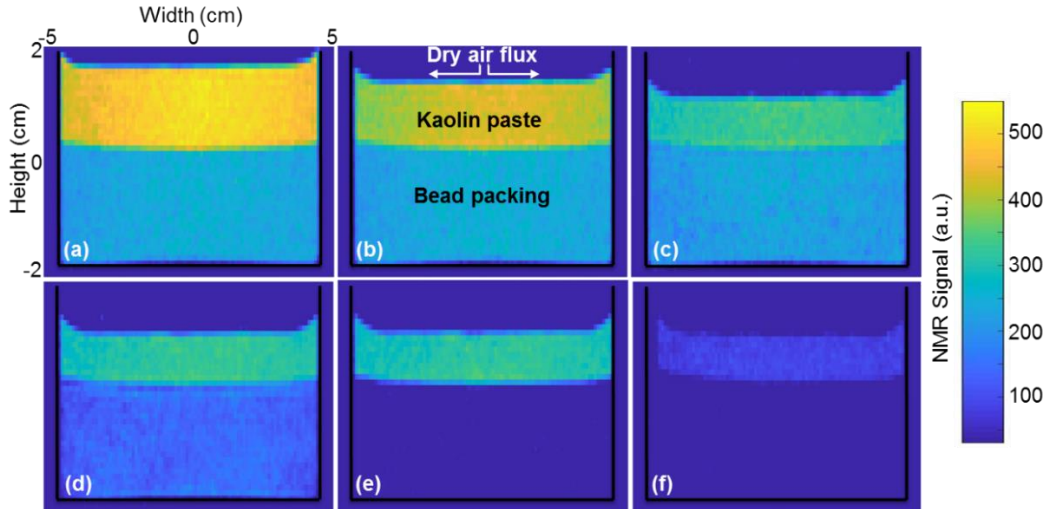 Width (cm)
-5 0 5
2
0
-2
Height (cm)
Dry air flux
Kaolin paste
Bead packing
(a)
(b)
(c)
(d)
(e)
(f)
500
400
300
200
100
NMR Signal (a.u.)